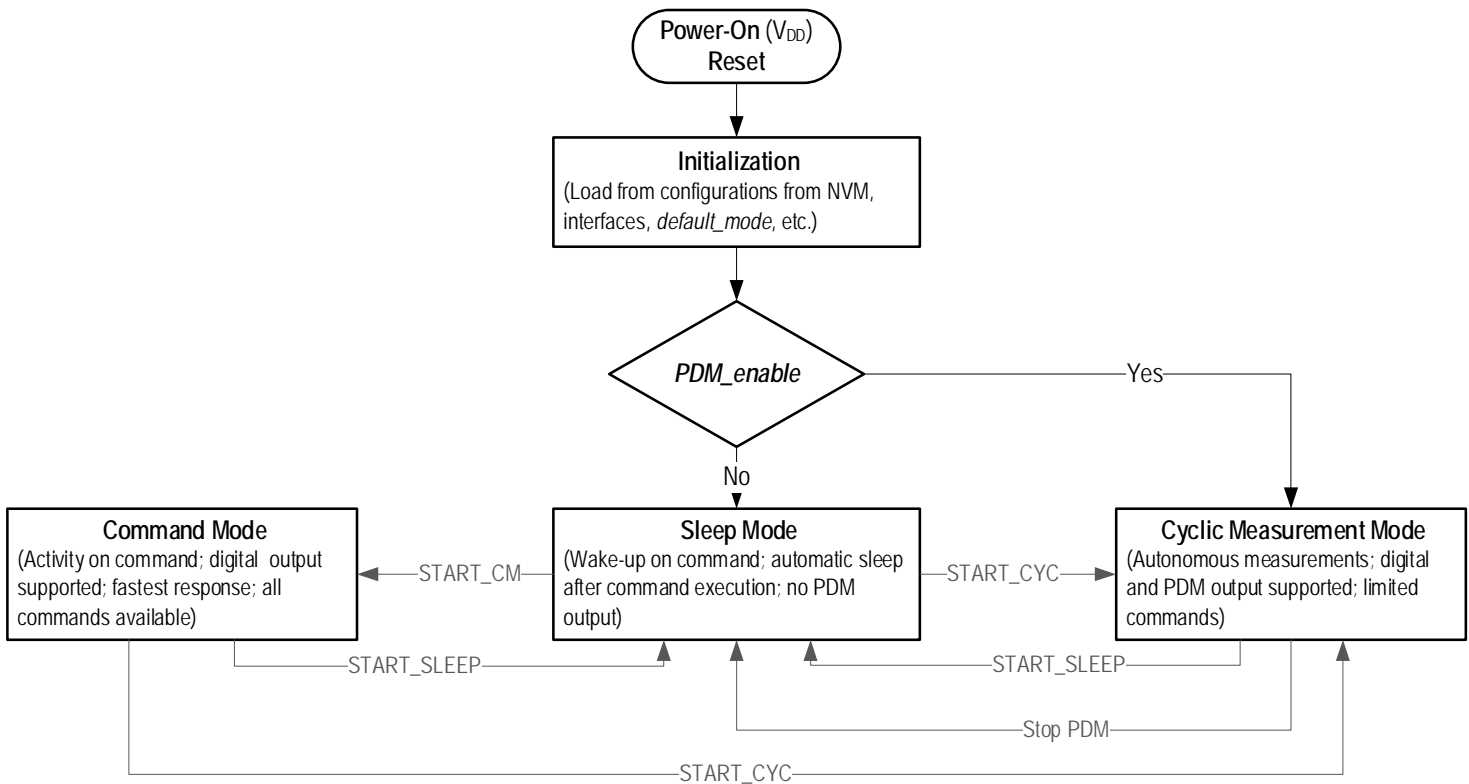 Power-On (VDD)
Reset
Initialization
(Load from configurations from NVM,
interfaces, default_mode, etc.)
PDM_enable
Yes
No
Command Mode
(Activity on command; digital output
supported; fastest response; all
commands available)
START_CM
Sleep Mode
(Wake-up on command; automatic sleep
after command execution; no PDM
output)
START_CYC
Cyclic Measurement Mode
(Autonomous measurements; digital
and PDM output supported; limited
commands)
START_SLEEP
START_SLEEP
Stop PDM
START_CYC